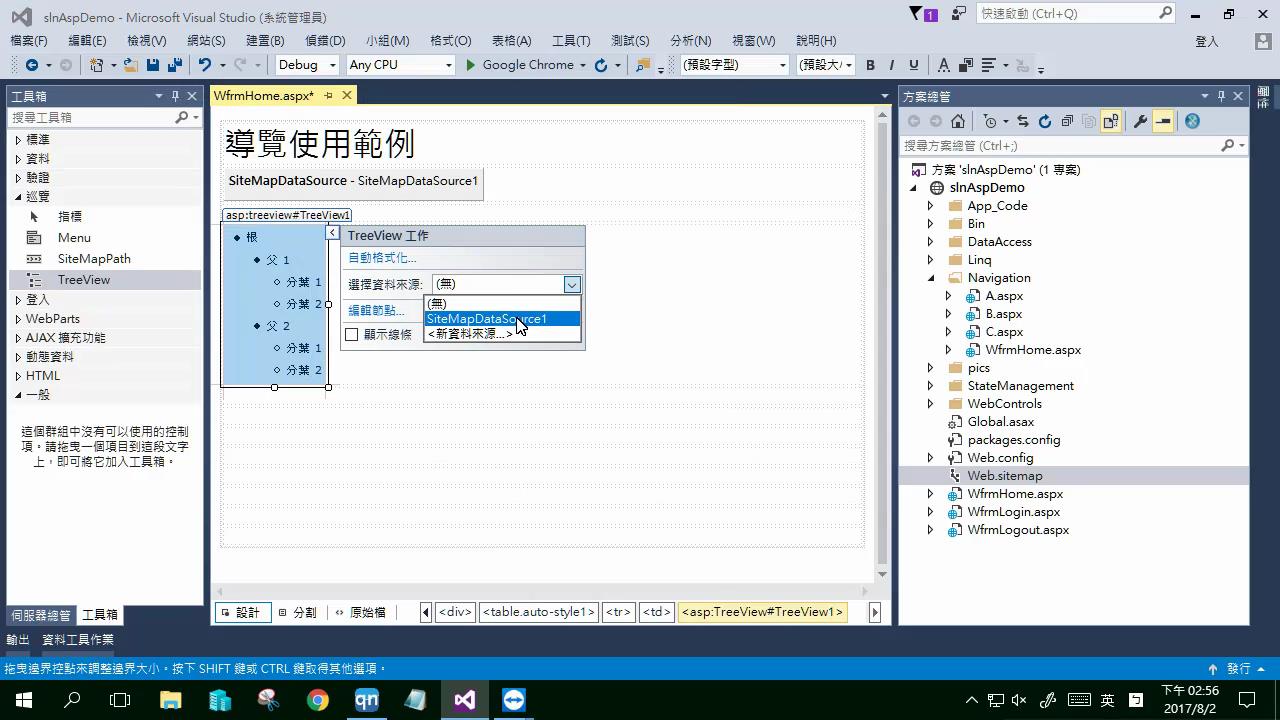 slnAspDemo - Microsoft Visual Studio (系統管理員)
1
快速啟動 (Ctrl+Q)
檔案(F) 編輯(E) 檢視(V) 網站(S) 建置(B) 偵錯(D) 小組(M) 格式(O) 表格(A) 工具(T) 測試(S) 分析(N) 視窗(W) 說明(H)
登入
Debug Any CPU Google Chrome (預設字型) (預設大/ B I U A
工具箱
搜尋工具箱
標準
資料
驗證
巡覽
指標
Menu
SiteMapPath
TreeView
登入
WebParts
AJAX 擴充功能
動態資料
HTML
一般
這個群組中沒有可以使用的控制
項。請拖曳一個項目到這段文字
上，即可將它加入工具箱。
伺服器總管 工具箱
WfrmHome.aspx*
導覽使用範例
SiteMapDataSource - SiteMapDataSource1
asp:treeview#TreeView1
根
父 1
分葉 1
分葉 2
父 2
分葉 1
分葉 2
TreeView 工作
自動格式化...
選擇資料來源: (無)
(無)
SiteMapDataSource1
<新資料來源...>
編輯節點...
顯示線條
設計 分割 原始檔 <div> <table.auto-style1> <tr> <td> <asp:TreeView#TreeView1>
方案總管
搜尋方案總管 (Ctrl+;)
方案 'slnAspDemo' (1 專案)
slnAspDemo
App_Code
Bin
DataAccess
Linq
Navigation
A.aspx
B.aspx
C.aspx
WfrmHome.aspx
pics
StateManagement
WebControls
Global.asax
packages.config
Web.config
Web.sitemap
WfrmHome.aspx
WfrmLogin.aspx
WfrmLogout.aspx
輸出 資料工具作業
拖曳邊界控點來調整邊界大小。按下 SHIFT 鍵或 CTRL 鍵取得其他選項。
發行
qn
英
下午 02:56
2017/8/2